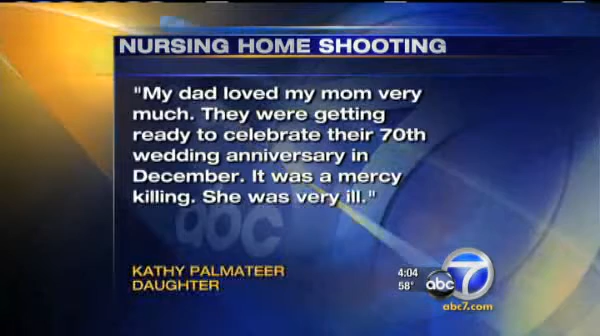 NURSING HOME SHOOTING
"My dad loved my mom very
much. They were getting
ready to celebrate their 70th
wedding anniversary in
December. It was a mercy
killing. She was very ill."
abc
KATHY PALMATEER
DAUGHTER
4:04
58°
abc 7
abc7.com